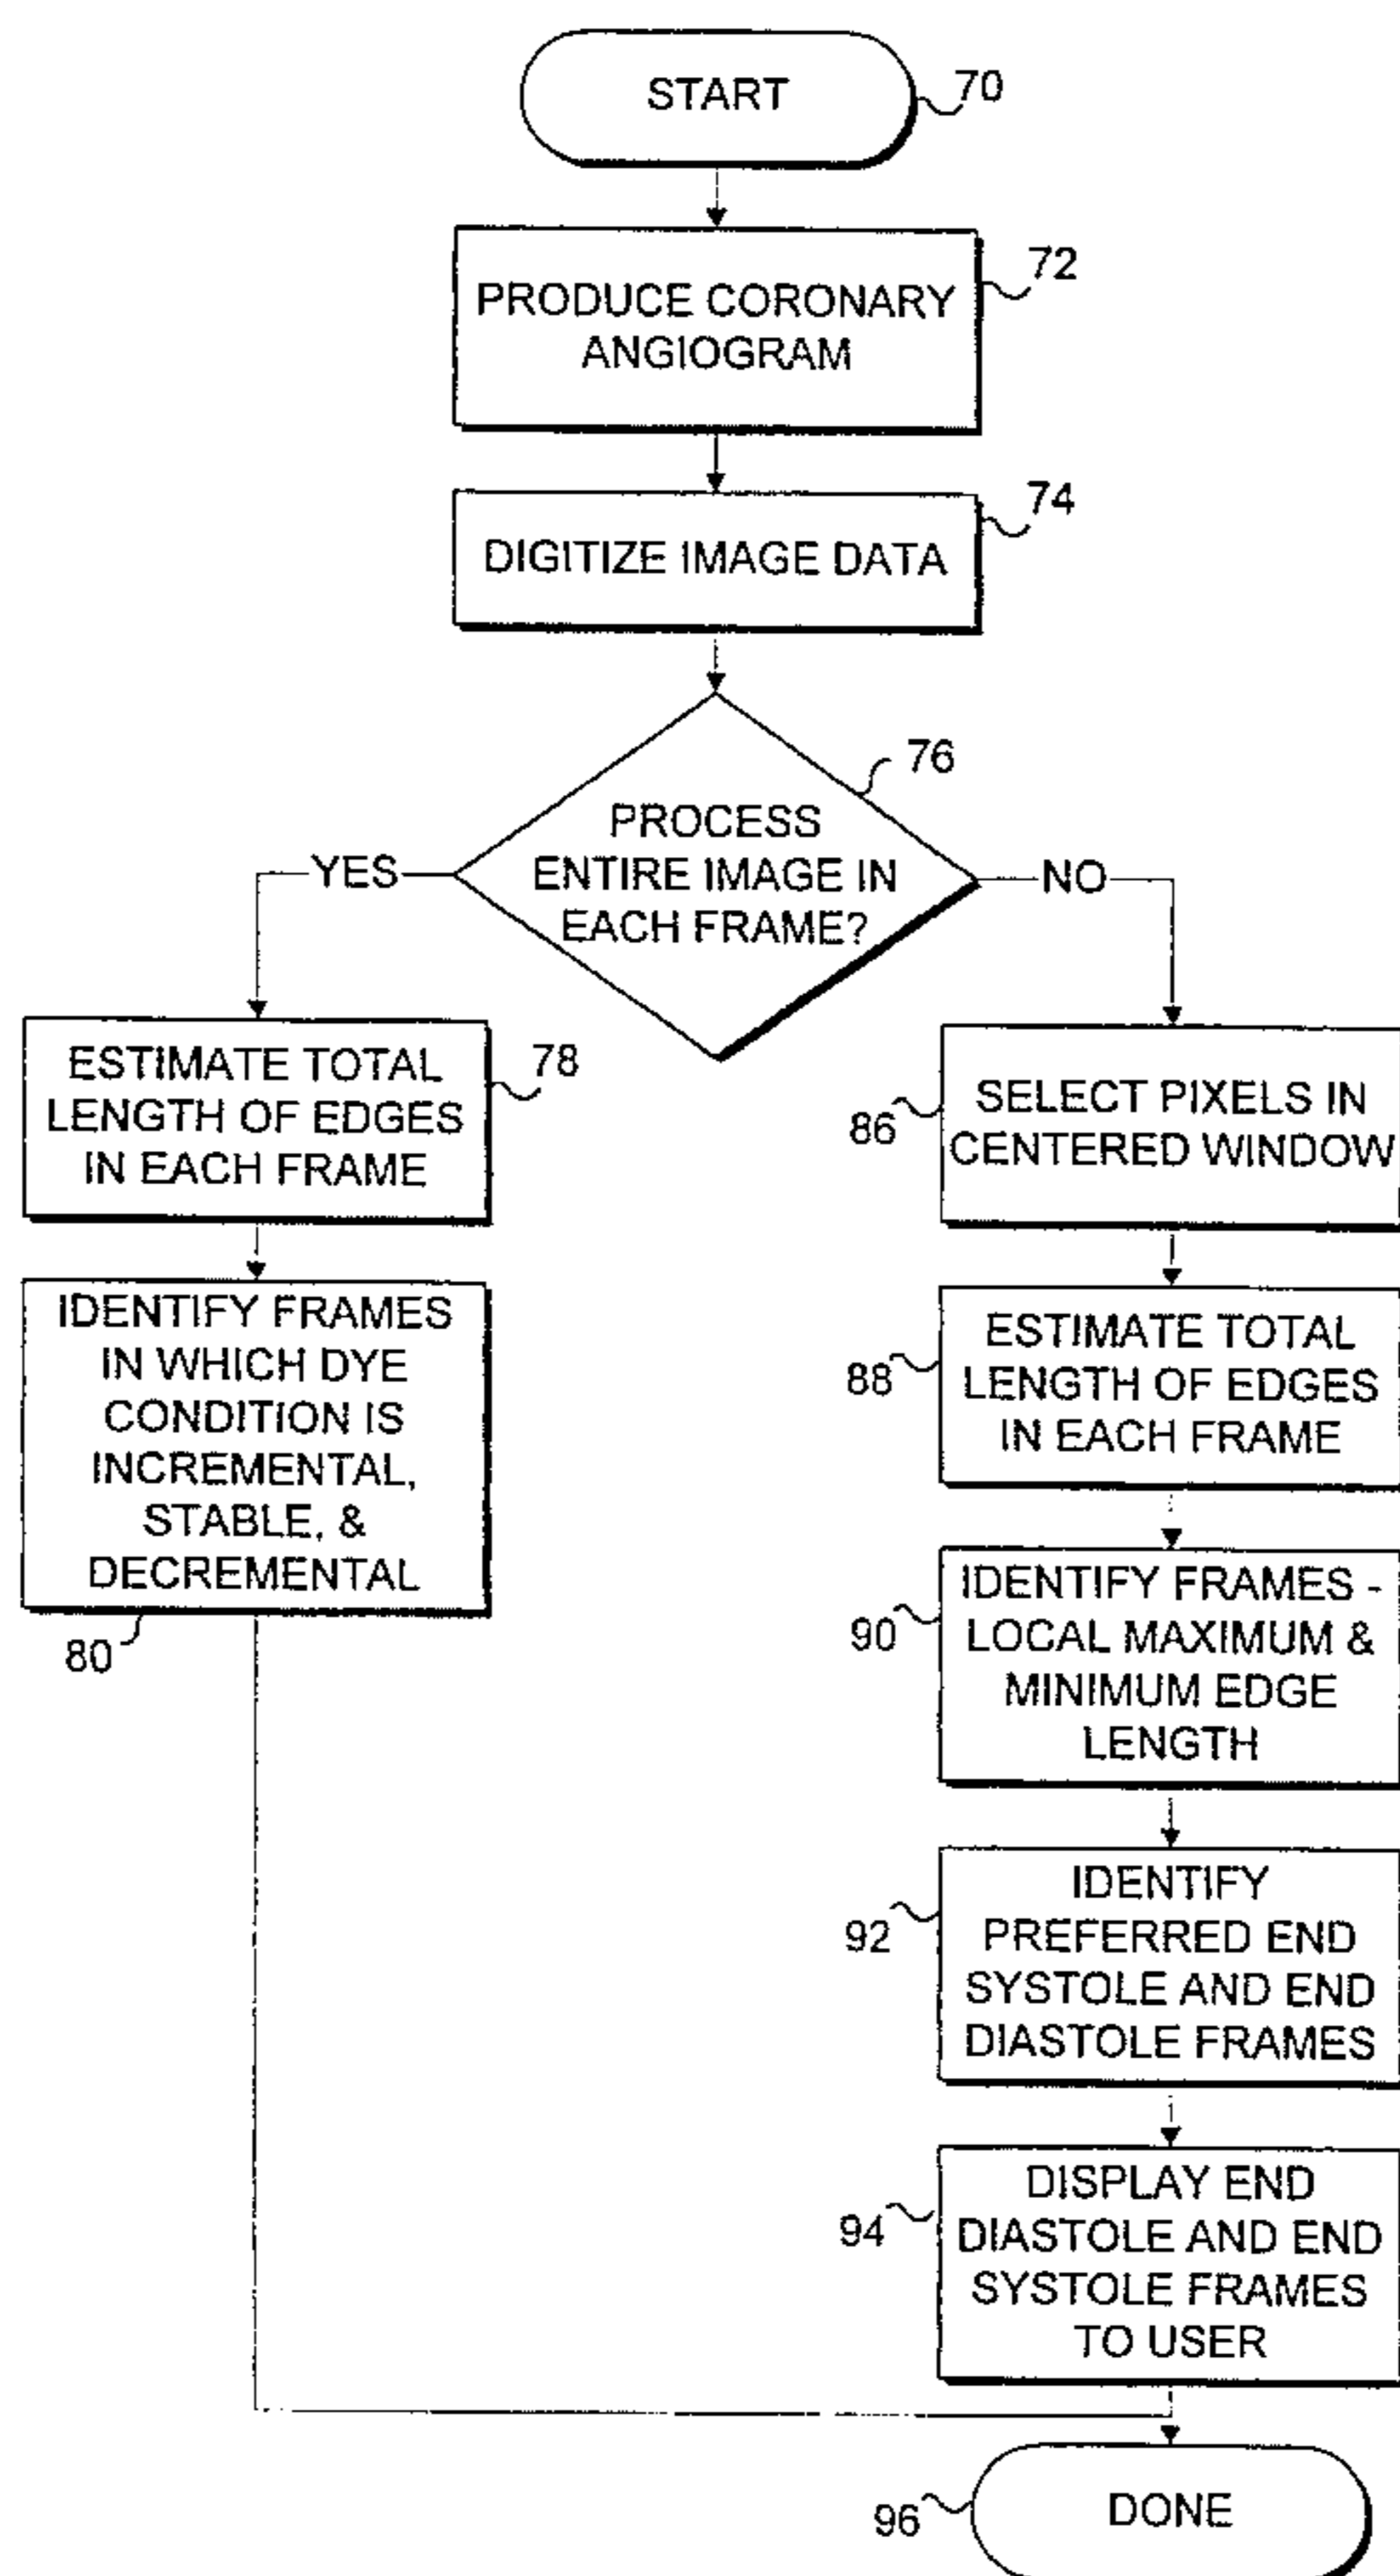 START
70
PRODUCE CORONARY
ANGIOGRAM
72
DIGITIZE IMAGE DATA
74
PROCESS
ENTIRE IMAGE IN
EACH FRAME?
76
YES
NO
ESTIMATE TOTAL
LENGTH OF EDGES
IN EACH FRAME
78
IDENTIFY FRAMES
IN WHICH DYE
CONDITION IS
INCREMENTAL,
STABLE, &
DECREMENTAL
80
SELECT PIXELS IN
CENTERED WINDOW
86
ESTIMATE TOTAL
LENGTH OF EDGES
IN EACH FRAME
88
IDENTIFY FRAMES -
LOCAL MAXIMUM &
MINIMUM EDGE
LENGTH
90
IDENTIFY
PREFERRED END
SYSTOLE AND END
DIASTOLE FRAMES
92
DISPLAY END
DIASTOLE AND END
SYSTOLE FRAMES
TO USER
94
DONE
96